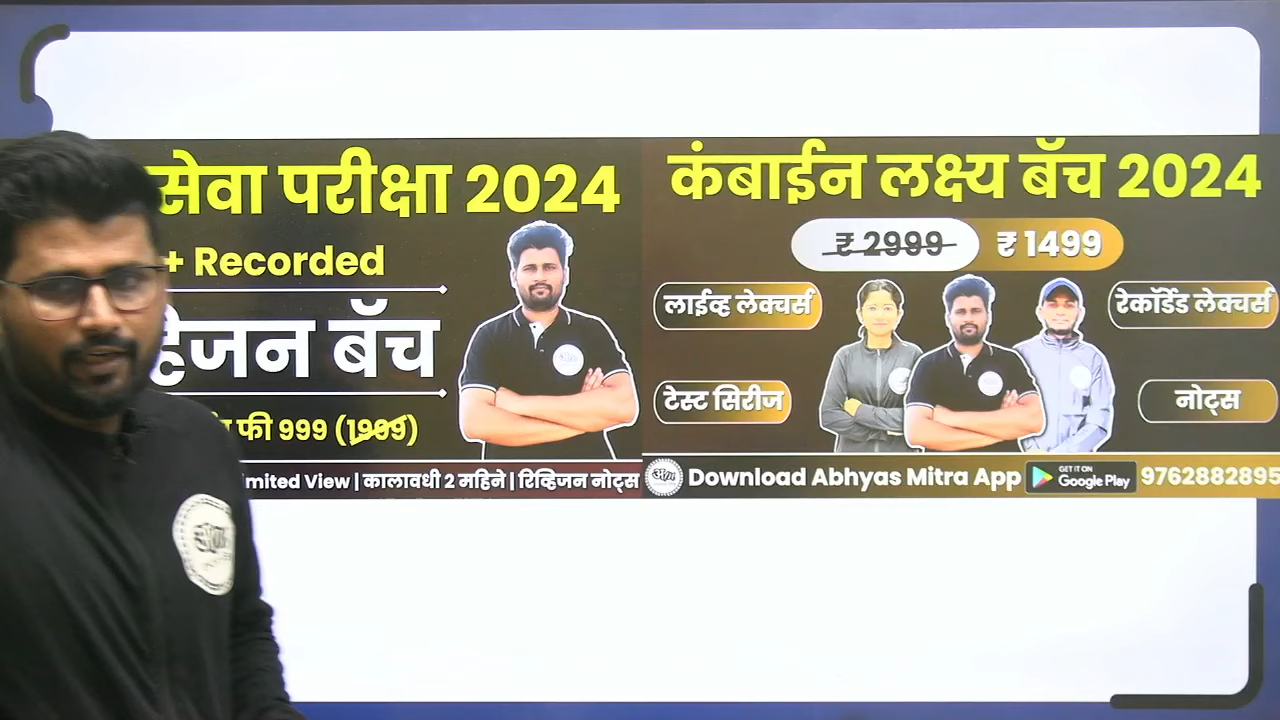 सेवा परीक्षा 2024
+ Recorded
हिजन बॅच
फी 999 (1999)
imited View | कालावधी 2 महिने | रिव्हिजन नोट्स
कंबाईन लक्ष्य बॅच 2024
₹ 2999 ₹ 1499
लाईव्ह लेक्चर्स
रेकॉर्डेड लेक्चर्स
टेस्ट सिरीज
नोट्स
Download Abhyas Mitra App GET IT ON Google Play 9762882895